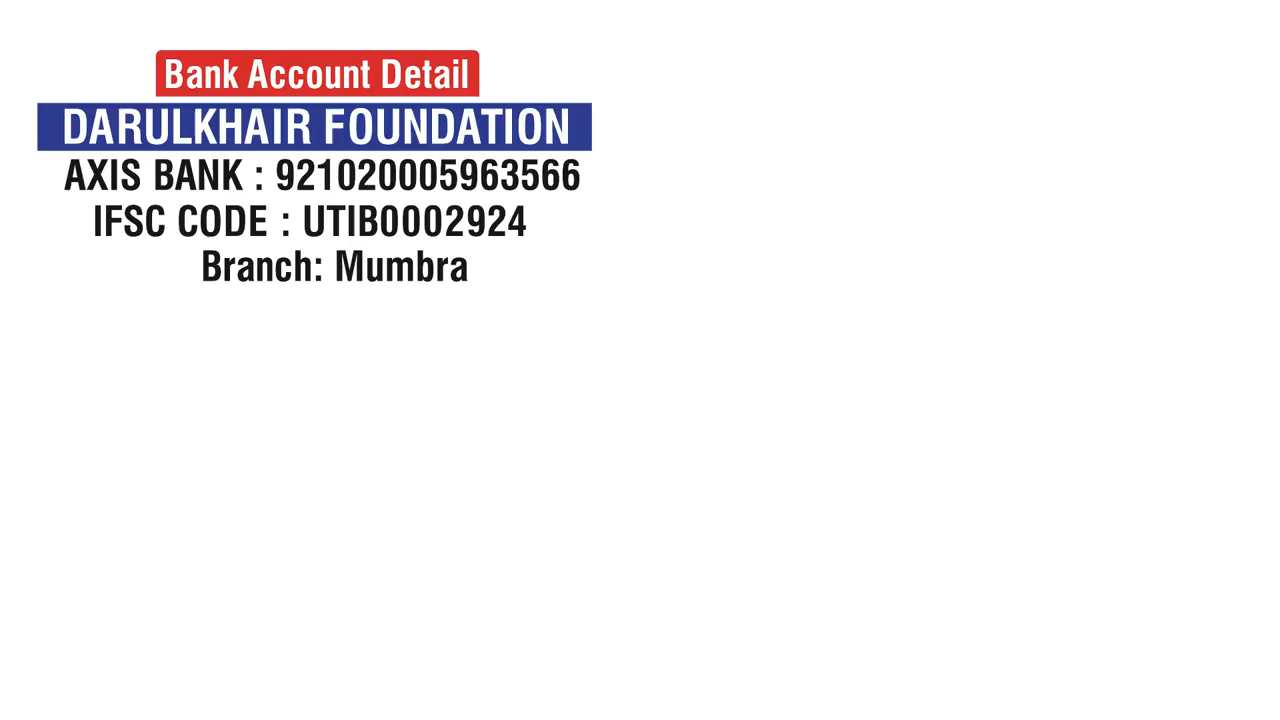 Bank Account Detail
DARULKHAIR FOUNDATION
AXIS BANK : 921020005963566
IFSC CODE : UTIB0002924
Branch: Mumbra